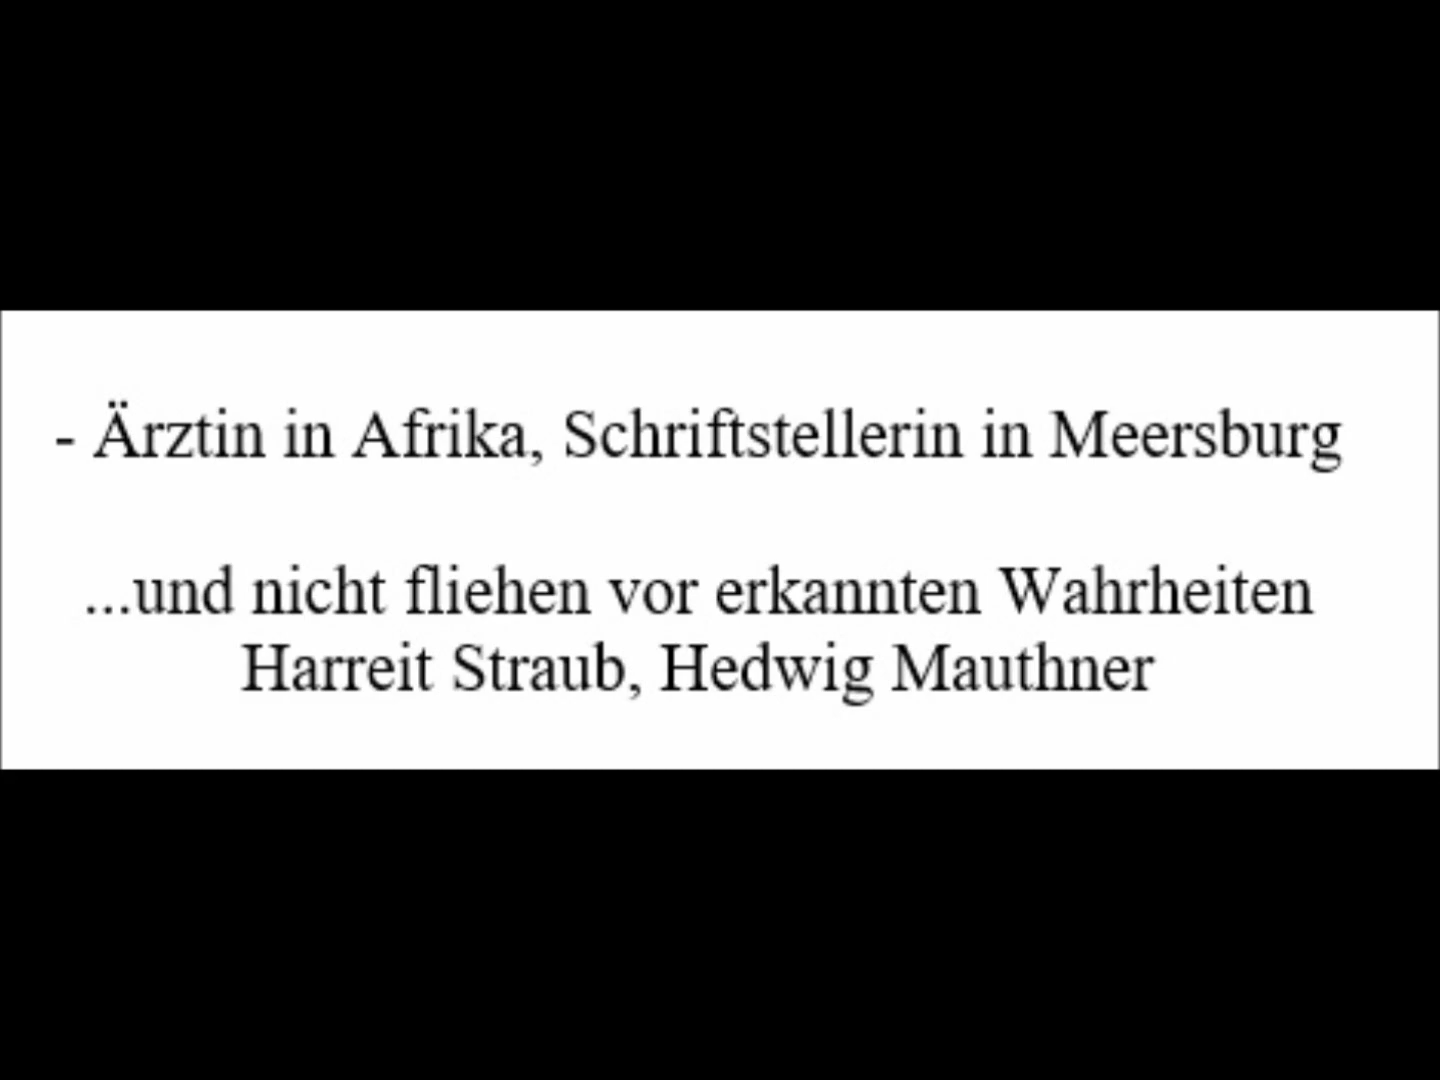 - Ärztin in Afrika, Schriftstellerin in Meersburg
...und nicht fliehen vor erkannten Wahrheiten
Harreit Straub, Hedwig Mauthner